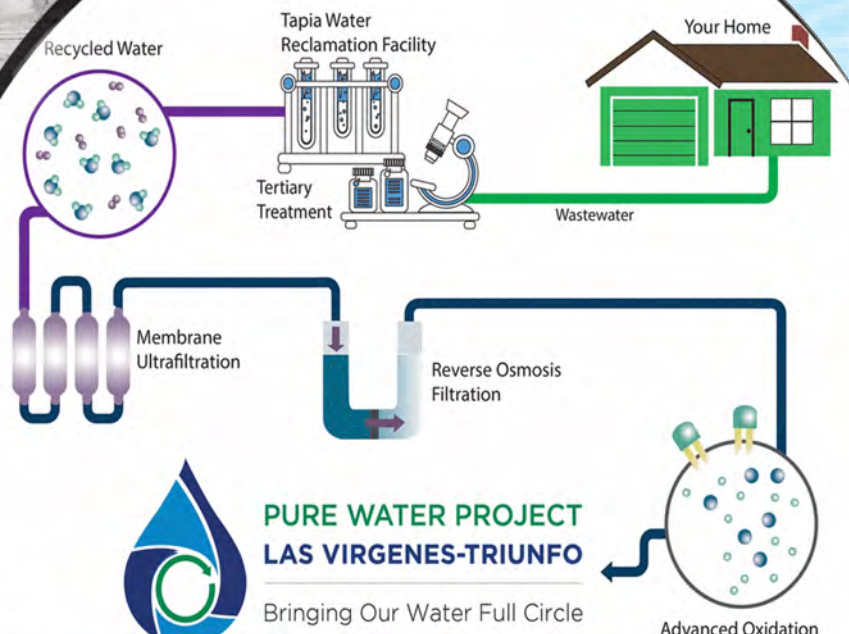 Recycled Water
Tapia Water
Reclamation Facility
Your Home
Tertiary
Treatment
Wastewater
Membrane
Ultrafiltration
Reverse Osmosis
Filtration
PURE WATER PROJECT
LAS VIRGENES-TRIUNFO
Bringing Our Water Full Circle
Advanced Oxidation